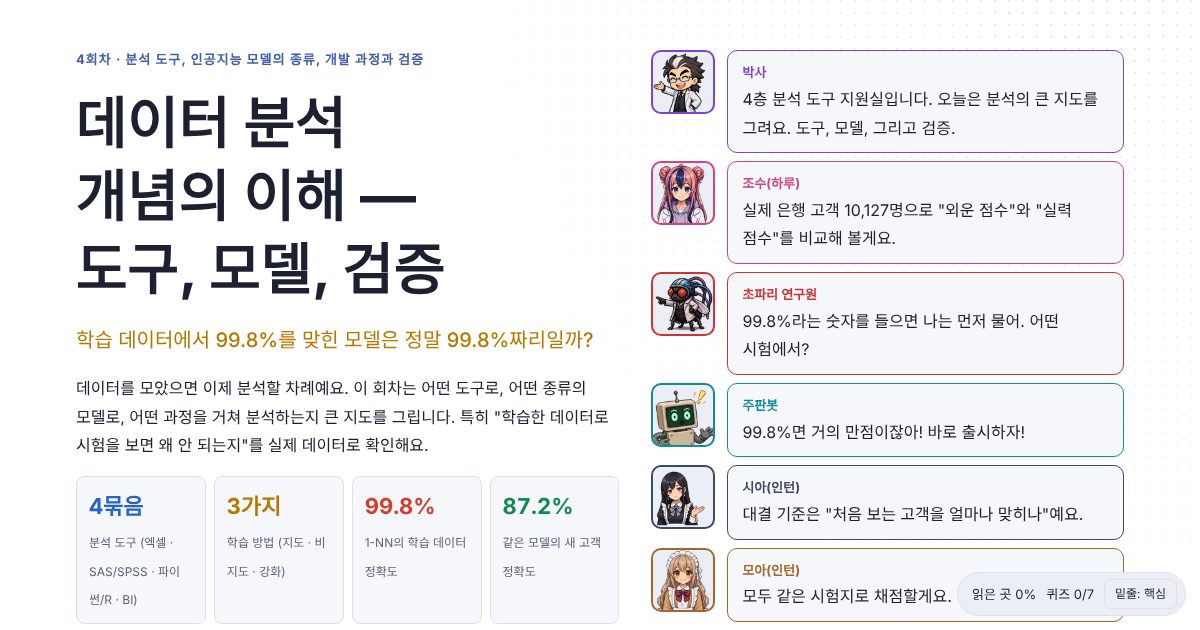 4회차 · 분석 도구, 인공지능 모델의 종류, 개발 과정과 검증
데이터 분석
개념의 이해 —
도구, 모델, 검증
학습 데이터에서 99.8%를 맞힌 모델은 정말 99.8%짜리일까?
데이터를 모았으면 이제 분석할 차례예요. 이 회차는 어떤 도구로, 어떤 종류의
모델로, 어떤 과정을 거쳐 분석하는지 큰 지도를 그립니다. 특히 "학습한 데이터로
시험을 보면 왜 안 되는지"를 실제 데이터로 확인해요.
4묶음
분석 도구 (엑셀 ·
SAS/SPSS · 파이
썬/R · BI)
3가지
학습 방법 (지도 · 비
지도 · 강화)
99.8%
1-NN의 학습 데이터
정확도
87.2%
같은 모델의 새 고객
정확도
박사
4층 분석 도구 지원실입니다. 오늘은 분석의 큰 지도를
그려요. 도구, 모델, 그리고 검증.
조수(하루)
실제 은행 고객 10,127명으로 "외운 점수"와 "실력
점수"를 비교해 볼게요.
초파리 연구원
99.8%라는 숫자를 들으면 나는 먼저 물어. 어떤
시험에서?
주판봇
99.8%면 거의 만점이잖아! 바로 출시하자!
시아(인턴)
대결 기준은 "처음 보는 고객을 얼마나 맞히나"예요.
모아(인턴)
모두 같은 시험지로 채점할게요.
읽은 곳 0% 퀴즈 0/7 밑줄: 핵심